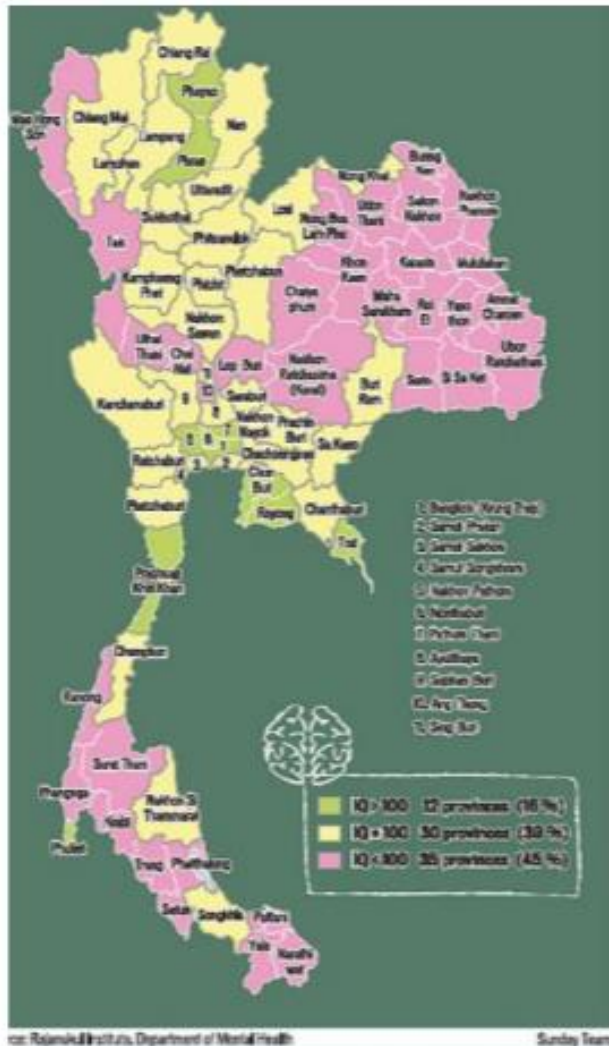 Chiang Rai
Phayao
Mae Hong
Son
Chiang Mai
Lampang
Nan
Lamphun
Phrae
Uttaradit
Bueng
Kan
Nong Khai
Loei
Nong Bua
Lam Phu
Udon
Thani
Sakon
Nakhon
Nakhon
Phanom
Sukhothai
Tak
Phitsanulok
Kamphaeng
Phet
Phichit
Phetchabun
Khon
Kaen
Kalasin
Mukdahan
Chaiya
phum
Maha
Sarakham
Roi
Et
Yaso
thon
Amnat
Charoen
Nakhon
Sawan
Uthai
Thani
Chai
Nat
Lop Buri
Nakhon
Ratchasima
(Korat)
Buri
Ram
Surin
Si Sa Ket
Ubon
Ratchathani
Kanchanaburi
Saraburi
Nakhon
Nayok
Prachin
Buri
Chachoengsao
Sa Kaeo
Ratchaburi
Chon
Buri
Phetchaburi
Rayong
Chanthaburi
Trat
Prachuap
Khiri Khan
Chumphon
Ranong
Surat Thani
Phangnga
Nakhon Si
Thammarat
Krabi
Phuket
Trang
Phatthalung
Satun
Songkhla
Pattani
Yala
Narathi
wat
1. Bangkok (Krung Thep)
2. Samut Prakan
3. Samut Sakhon
4. Samut Songkhram
5. Nakhon Pathom
6. Nonthaburi
7. Pathum Thani
8. Ayutthaya
9. Suphan Buri
10. Ang Thong
11. Sing Buri
IQ>100 12 provinces (16 %)
IQ=100 30 provinces (39 %)
IQ<100 35 provinces (45 %)
Rajanukul Institute, Department of Mental Health
Sunday Team